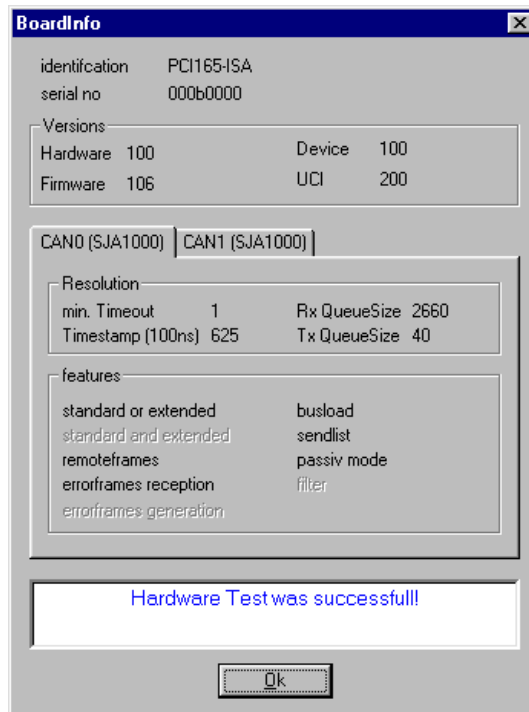 BoardInfo
identifcation PCI165-ISA
serial no 000b0000
Versions
Hardware 100 Device 100
Firmware 106 UCI 200
CAN0 (SJA1000) CAN1 (SJA1000)
Resolution
min. Timeout 1 Rx QueueSize 2660
Timestamp (100ns) 625 Tx QueueSize 40
features
standard or extended busload
standard and extended sendlist
remoteframes passiv mode
errorframes reception filter
errorframes generation
Hardware Test was successfull!
Ok